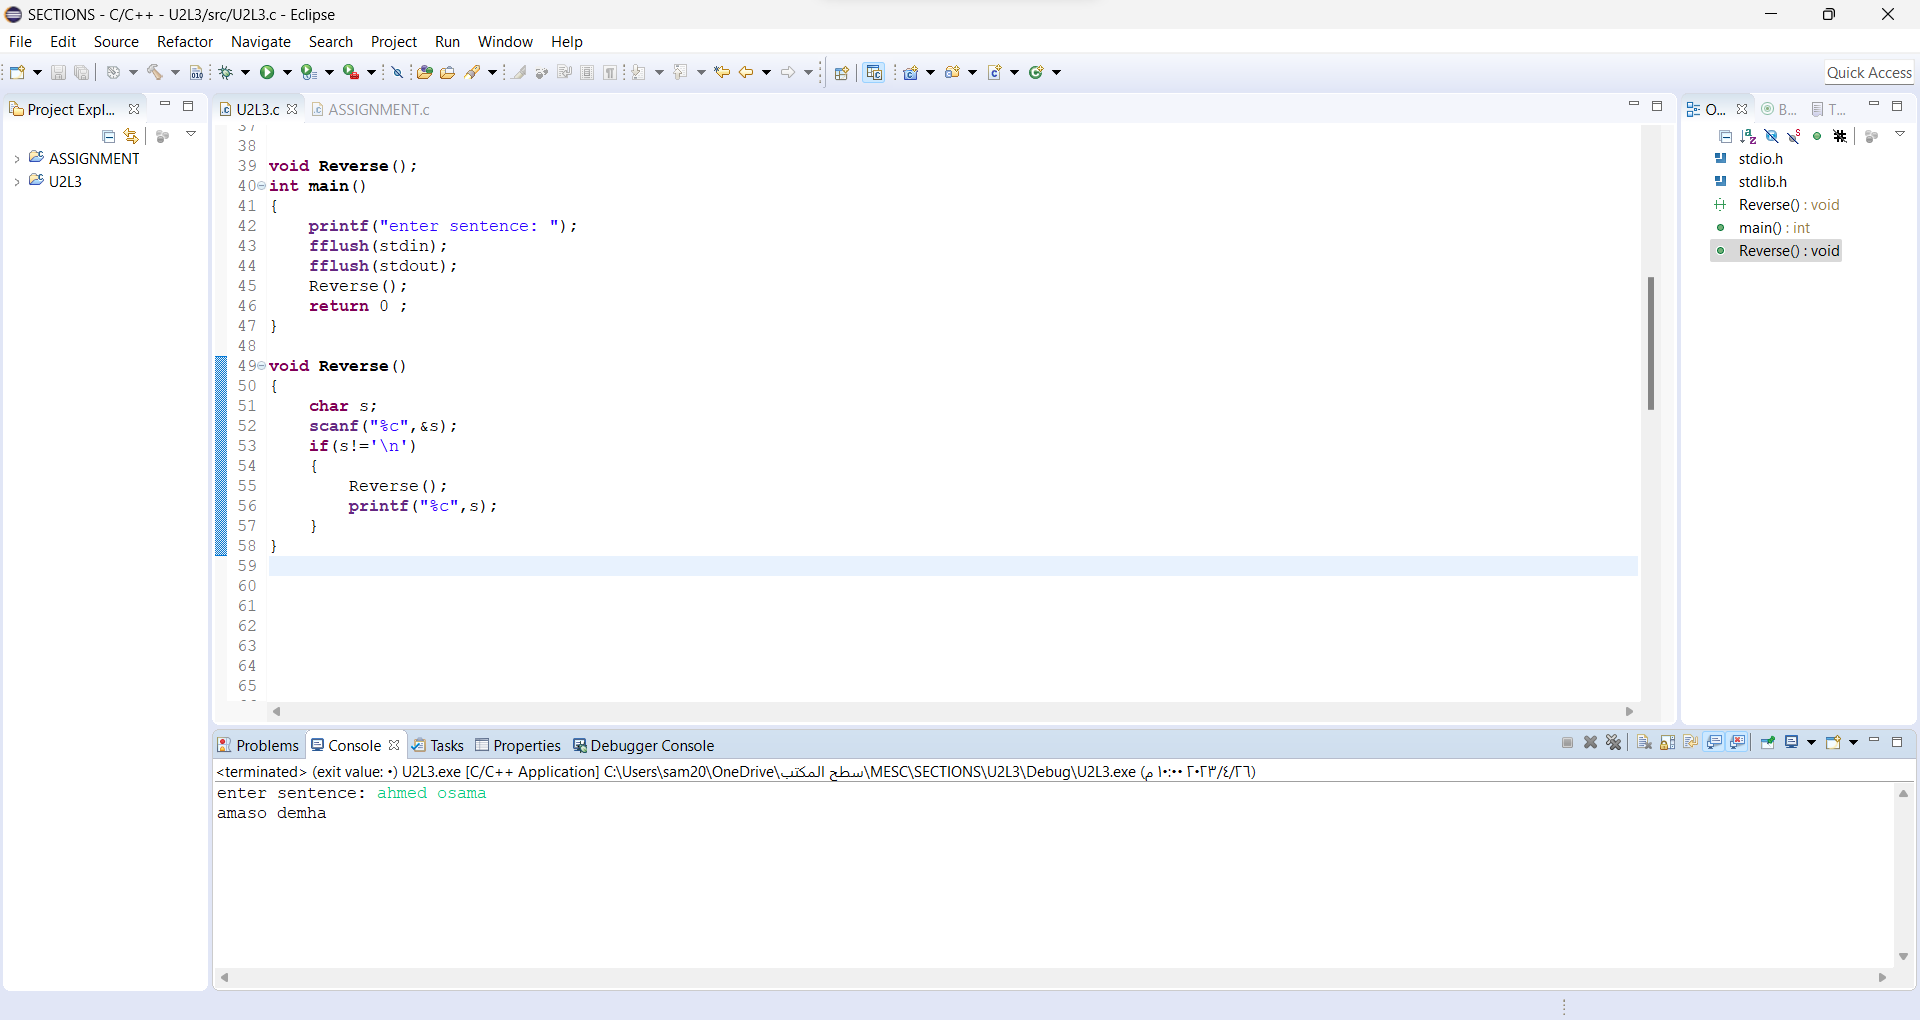 SECTIONS - C/C++ - U2L3/src/U2L3.c - Eclipse
File Edit Source Refactor Navigate Search Project Run Window Help
Quick Access
Project Expl...
ASSIGNMENT
U2L3
U2L3.c ASSIGNMENT.c
37
38
39 void Reverse();
40 int main()
41 {
42 printf("enter sentence: ");
43 fflush(stdin);
44 fflush(stdout);
45 Reverse();
46 return 0 ;
47 }
48
49 void Reverse()
50 {
51 char s;
52 scanf("%c",&s);
53 if(s!='\n')
54 {
55 Reverse();
56 printf("%c",s);
57 }
58 }
59
60
61
62
63
64
65
O... B... T...
stdio.h
stdlib.h
Reverse() : void
main() : int
Reverse() : void
Problems Console Tasks Properties Debugger Console
<terminated> (exit value: ٠) U2L3.exe [C/C++ Application] C:\Users\sam20\OneDrive\سطح المكتب\MESC\SECTIONS\U2L3\Debug\U2L3.exe (٢٠٢٣/٤/٢٦ ١٠:٠٠ م)
enter sentence: ahmed osama
amaso demha